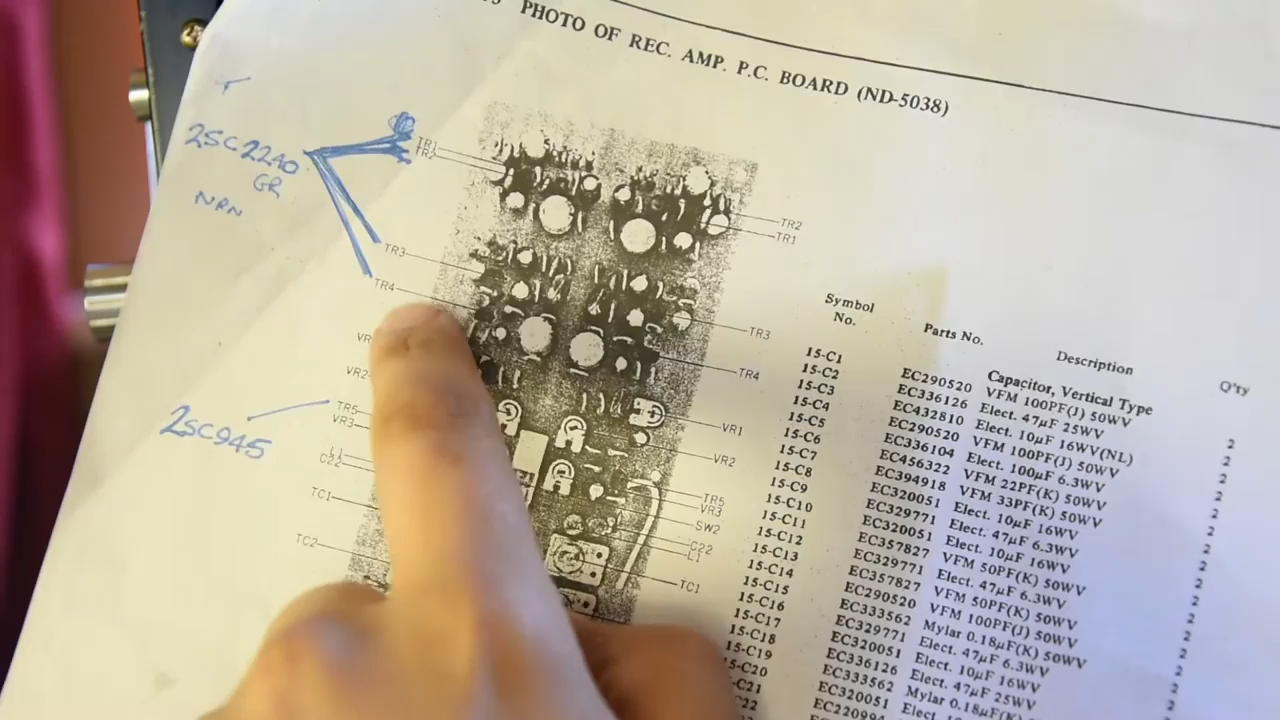 PHOTO OF REC. AMP. P.C. BOARD (ND-5038)
2SC2240
GR
NPN
TR1
TR2
TR3
TR4
VR2
2SC945
TR5
VR3
L1
C22
TC1
TC2
TR2
TR1
TR3
TR4
VR1
VR2
TR5
VR3
SW2
C22
L1
TC1
Symbol No. Parts No. Description Q'ty
15-C1 EC290520 Capacitor, Vertical Type
15-C2 EC336126 VFM 100PF(J) 50WV 2
15-C3 EC432810 Elect. 47μF 25WV 2
15-C4 EC290520 Elect. 10μF 16WV(NL) 2
15-C5 EC336104 VFM 100PF(J) 50WV 2
15-C6 EC456322 Elect. 100μF 6.3WV 2
15-C7 EC394918 VFM 22PF(K) 50WV 2
15-C8 EC320051 VFM 33PF(K) 50WV 2
15-C9 EC329771 Elect. 10μF 16WV 2
15-C10 EC320051 Elect. 47μF 6.3WV 2
15-C11 EC357827 Elect. 10μF 16WV 2
15-C12 EC329771 VFM 50PF(K) 50WV 2
15-C13 EC357827 Elect. 47μF 6.3WV 2
15-C14 EC290520 VFM 50PF(K) 50WV 2
15-C15 EC333562 VFM 100PF(J) 50WV 2
15-C16 EC329771 Mylar 0.18μF(K) 50WV 2
15-C17 EC320051 Elect. 47μF 6.3WV
15-C18 EC336126 Elect. 10μF 16WV
15-C19 EC333562 Elect. 47μF 25WV
15-C20 EC320051 Mylar 0.18μF(K)